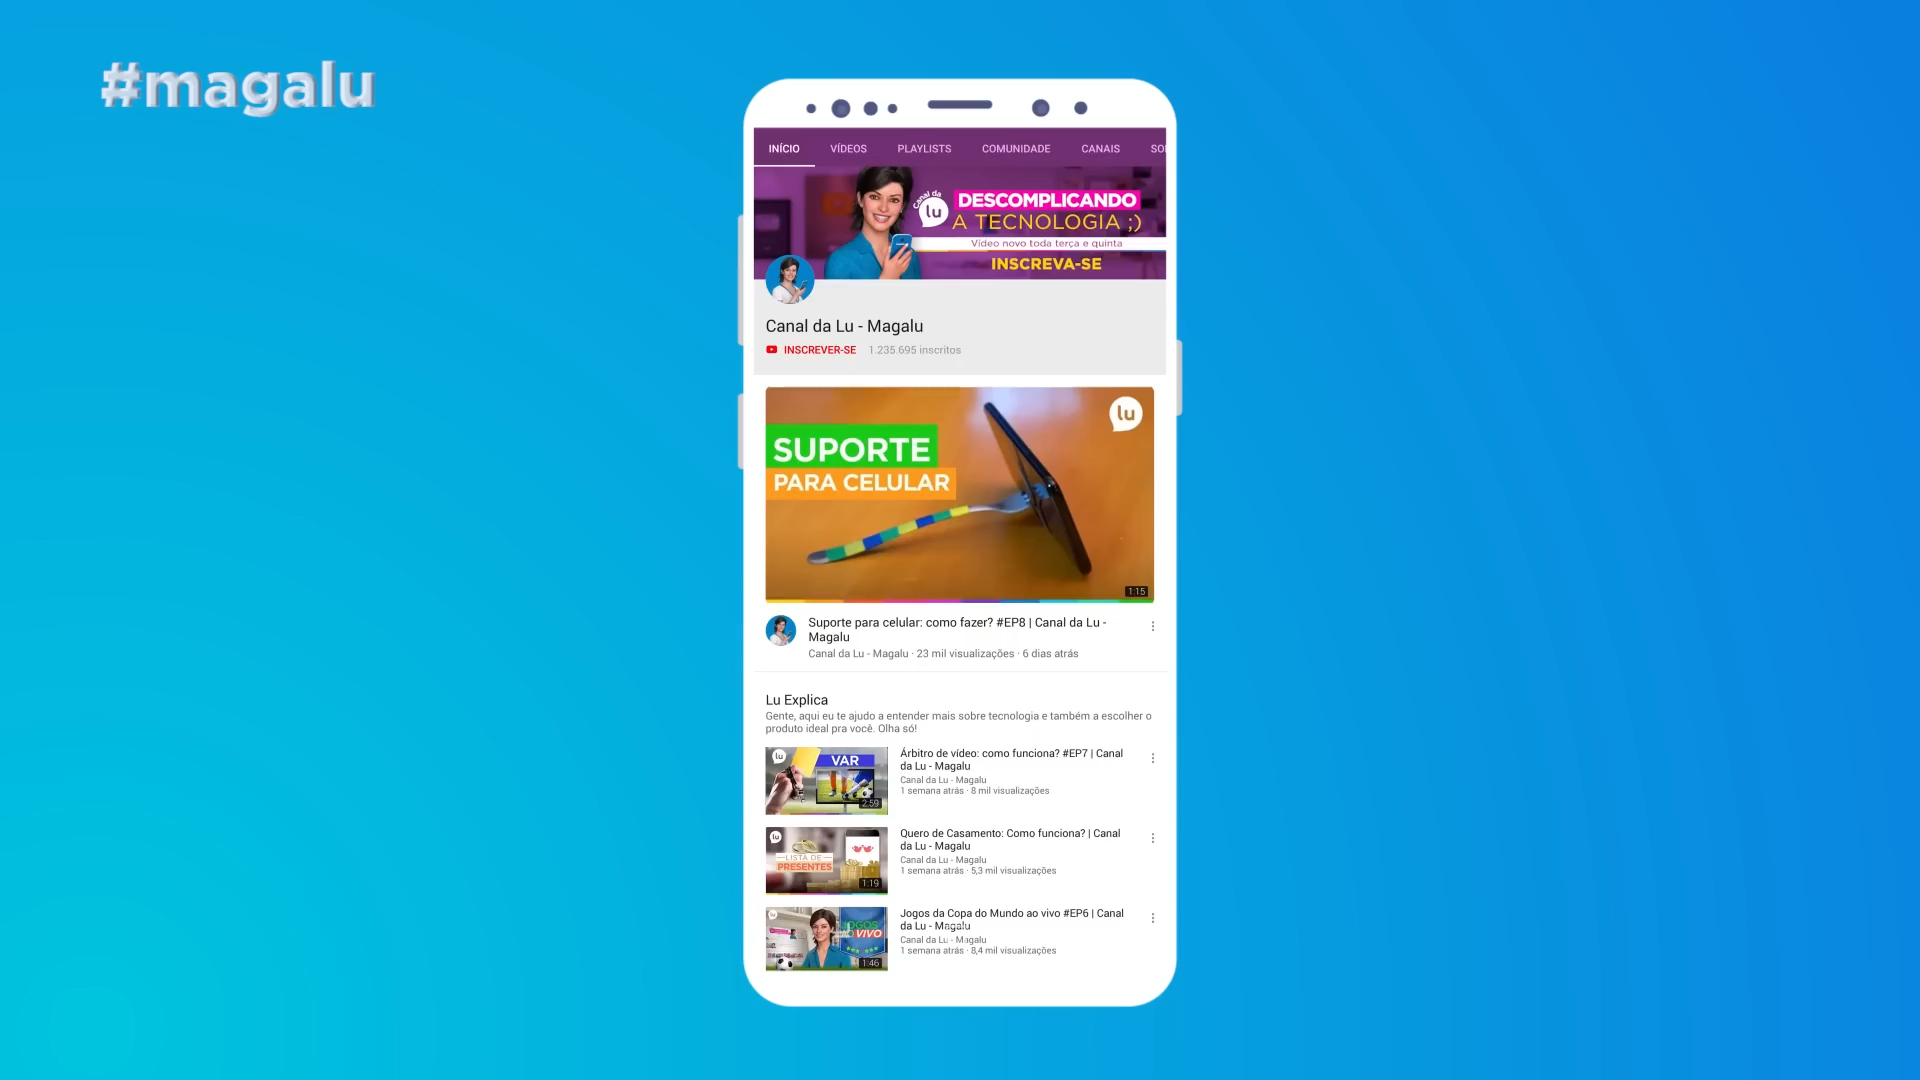 #magalu
INÍCIO VÍDEOS PLAYLISTS COMUNIDADE CANAIS
Canal da
lu
DESCOMPLICANDO
A TECNOLOGIA ;)
Vídeo novo toda terça e quinta
INSCREVA-SE
Canal da Lu - Magalu
INSCREVER-SE 1.235.695 inscritos
lu
SUPORTE
PARA CELULAR
1:15
Suporte para celular: como fazer? #EP8 | Canal da Lu -
Magalu
Canal da Lu - Magalu · 23 mil visualizações · 6 dias atrás
Lu Explica
Gente, aqui eu te ajudo a entender mais sobre tecnologia e também a escolher o
produto ideal pra você. Olha só!
lu
VAR
2:59
Árbitro de vídeo: como funciona? #EP7 | Canal
da Lu - Magalu
Canal da Lu - Magalu
1 semana atrás · 8 mil visualizações
lu
LISTA DE
PRESENTES
1:19
Quero de Casamento: Como funciona? | Canal
da Lu - Magalu
Canal da Lu - Magalu
1 semana atrás · 5,3 mil visualizações
lu
JOGOS
AO VIVO
1:46
Jogos da Copa do Mundo ao vivo #EP6 | Canal
da Lu - Magalu
Canal da Lu - Magalu
1 semana atrás · 8,4 mil visualizações